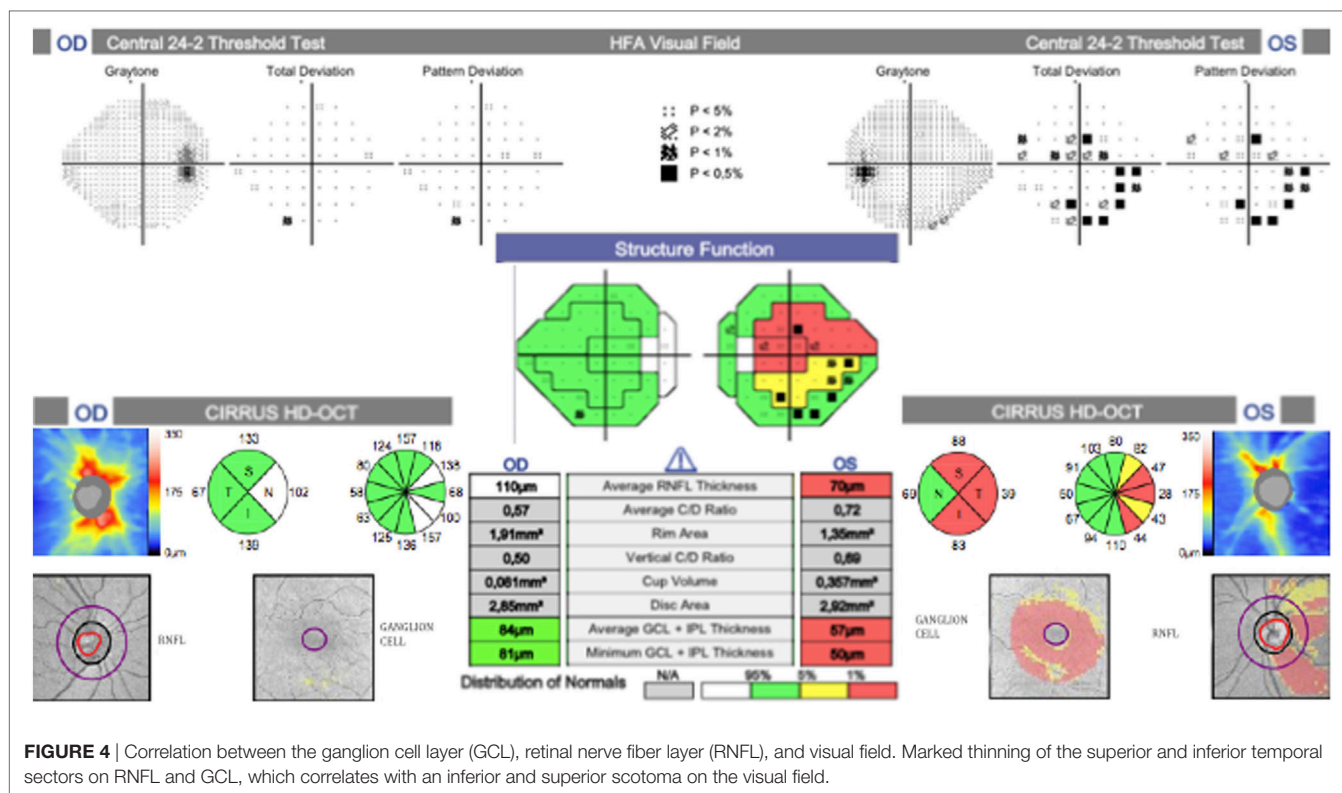 OD Central 24-2 Threshold Test HFA Visual Field Central 24-2 Threshold Test OS
Graytone Total Deviation Pattern Deviation Graytone Total Deviation Pattern Deviation
P < 5%
P < 2%
P < 1%
P < 0,5%
Structure Function
OD CIRRUS HD-OCT
350
175
0µm
133
S
T N
67 102
I
139
157
124 118
80 138
58 68
63 100
125 157
136
RNFL
GANGLION
CELL
OD OS
110µm Average RNFL Thickness 70µm
0,57 Average C/D Ratio 0,72
1,91mm² Rim Area 1,35mm²
0,50 Vertical C/D Ratio 0,69
0,081mm³ Cup Volume 0,357mm³
2,85mm² Disc Area 2,92mm²
84µm Average GCL + IPL Thickness 57µm
81µm Minimum GCL + IPL Thickness 50µm
Distribution of Normals N/A 95% 5% 1%
CIRRUS HD-OCT OS
88
S
N T
69 39
I
83
80
103 82
91 47
60 28
67 43
94 44
110
350
175
0µm
GANGLION
CELL
RNFL
FIGURE 4 | Correlation between the ganglion cell layer (GCL), retinal nerve fiber layer (RNFL), and visual field. Marked thinning of the superior and inferior temporal
sectors on RNFL and GCL, which correlates with an inferior and superior scotoma on the visual field.